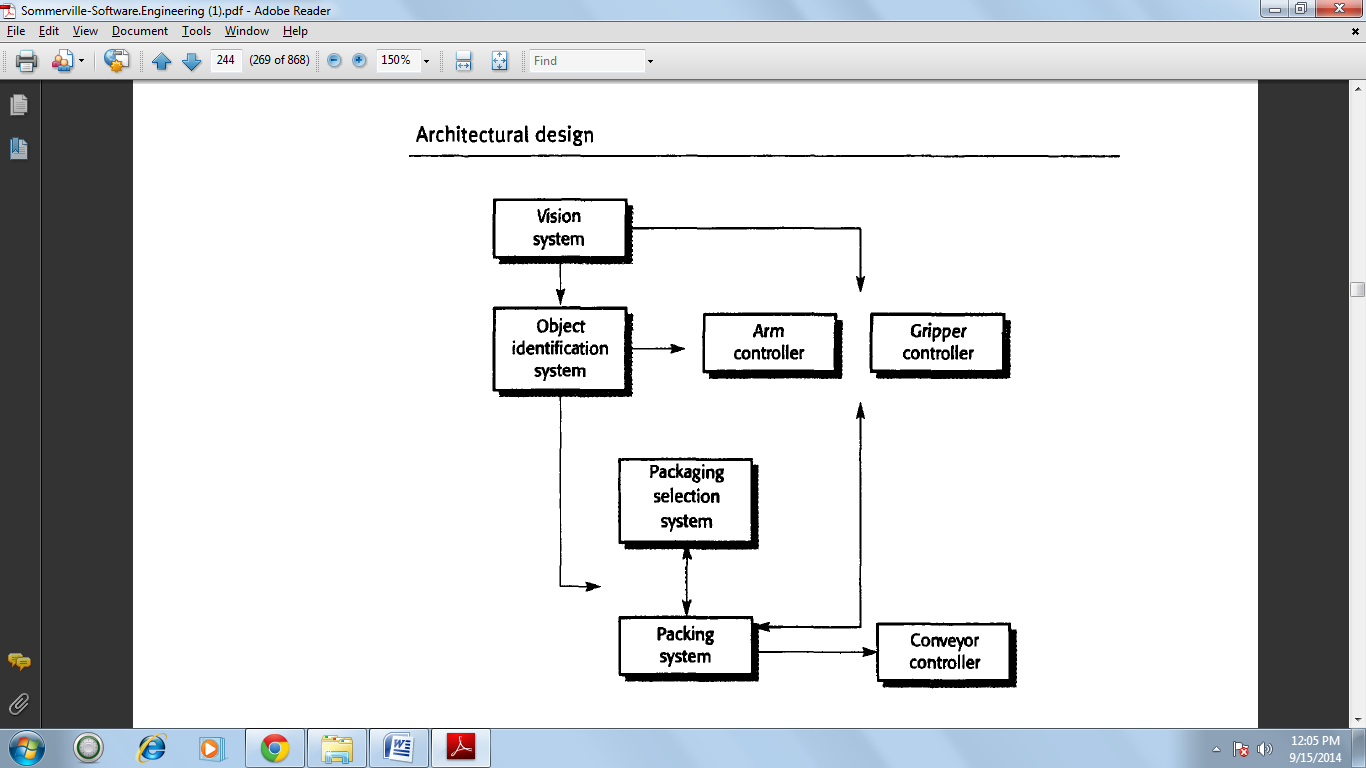 Sommerville-Software.Engineering (1).pdf - Adobe Reader
File Edit View Document Tools Window Help
244 (269 of 868) 150% Find
Architectural design
Vision
system
Object
identification
system
Arm
controller
Gripper
controller
Packaging
selection
system
Packing
system
Conveyor
controller
12:05 PM
9/15/2014